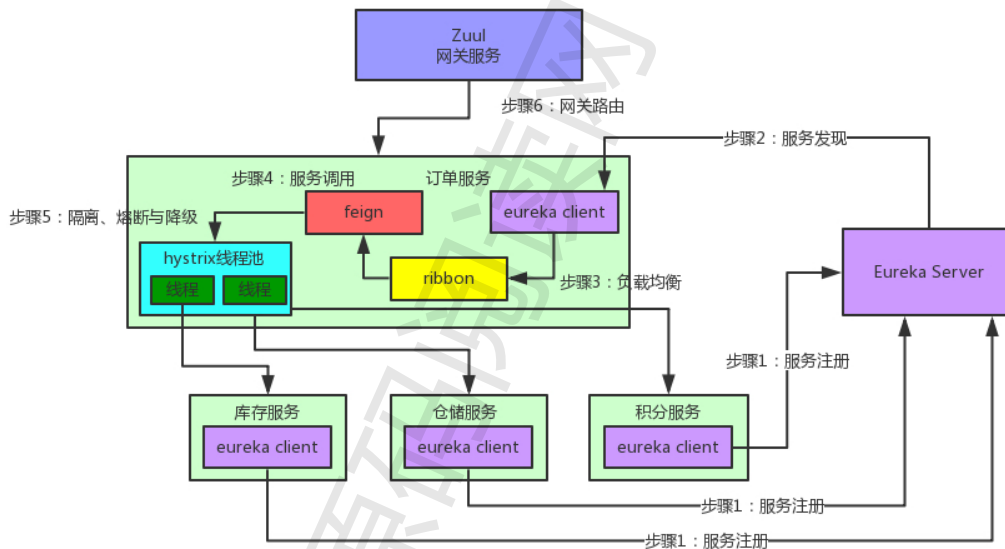 Zuul
网关服务
步骤6：网关路由
步骤2：服务发现
步骤4：服务调用
订单服务
feign
eureka client
步骤5：隔离、熔断与降级
hystrix线程池
线程
线程
ribbon
步骤3：负载均衡
Eureka Server
步骤1：服务注册
库存服务
eureka client
仓储服务
eureka client
积分服务
eureka client
步骤1：服务注册
步骤1：服务注册